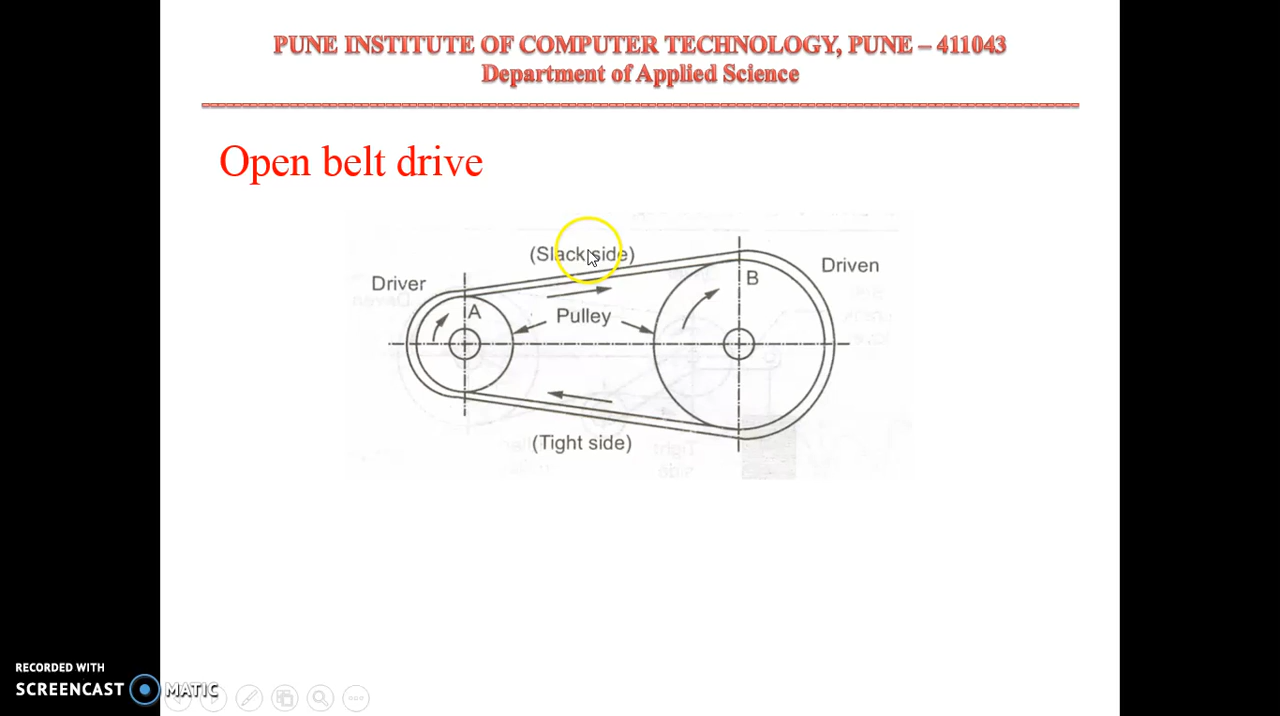 PUNE INSTITUTE OF COMPUTER TECHNOLOGY, PUNE – 411043
Department of Applied Science
Open belt drive
(Slack side)
Driver
Driven
A
B
Pulley
(Tight side)
RECORDED WITH
SCREENCAST MATIC